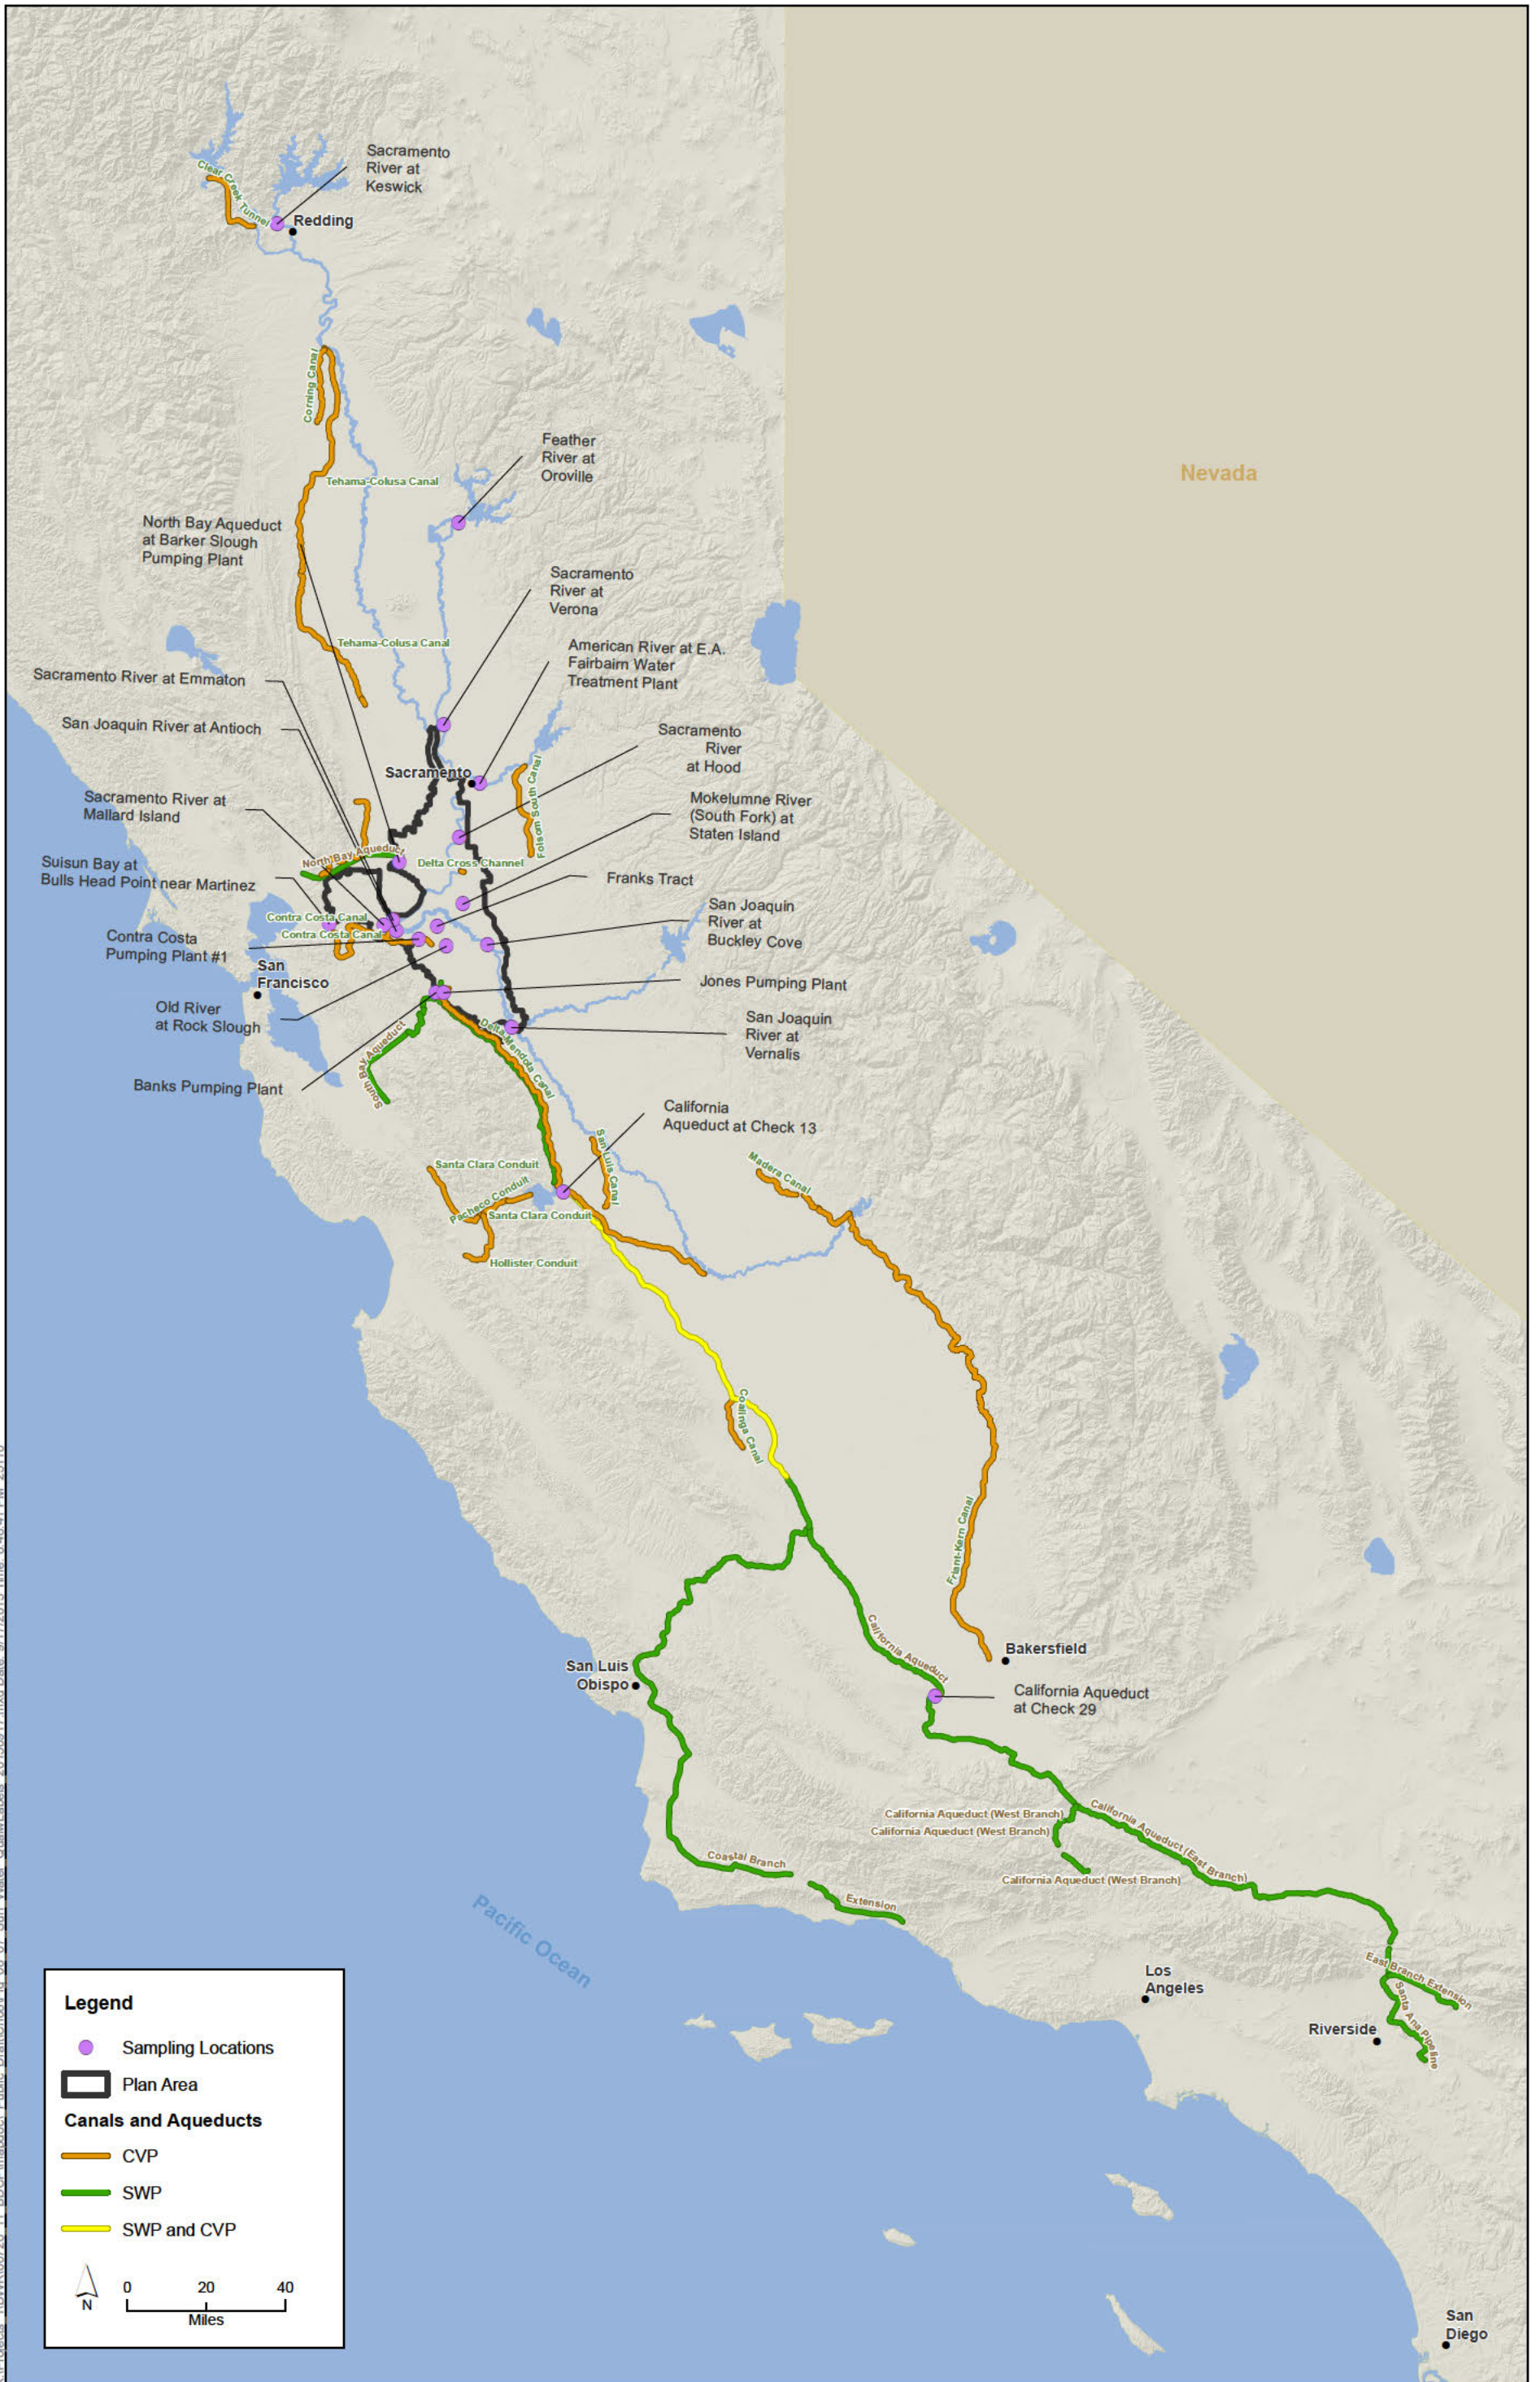 Sacramento
River at
Keswick
Clear Creek Tunnel
Redding
Corning Canal
Feather
River at
Oroville
Tehama-Colusa Canal
Nevada
North Bay Aqueduct
at Barker Slough
Pumping Plant
Sacramento
River at
Verona
Tehama-Colusa Canal
American River at E.A.
Fairbairn Water
Treatment Plant
Sacramento River at Emmaton
San Joaquin River at Antioch
Sacramento
River
at Hood
Sacramento
Folsom South Canal
Sacramento River at
Mallard Island
Mokelumne River
(South Fork) at
Staten Island
North Bay Aqueduct
Delta Cross Channel
Suisun Bay at
Bulls Head Point near Martinez
Franks Tract
Contra Costa Canal
San Joaquin
River at
Buckley Cove
Contra Costa Canal
Contra Costa
Pumping Plant #1
San
Francisco
Jones Pumping Plant
Old River
at Rock Slough
San Joaquin
River at
Vernalis
South Bay Aqueduct
Delta Mendota Canal
Banks Pumping Plant
California
Aqueduct at Check 13
San Luis Canal
Santa Clara Conduit
Madera Canal
Pacheco Conduit
Santa Clara Conduit
Hollister Conduit
Coalinga Canal
Friant-Kern Canal
California Aqueduct
Bakersfield
San Luis
Obispo
California Aqueduct
at Check 29
California Aqueduct (West Branch)
California Aqueduct (West Branch)
California Aqueduct (East Branch)
California Aqueduct (West Branch)
Coastal Branch
Extension
Pacific Ocean
Los
Angeles
East Branch Extension
Santa Ana Pipeline
Riverside
San
Diego
Legend
Sampling Locations
Plan Area
Canals and Aqueducts
CVP
SWP
SWP and CVP
N
0 20 40
Miles